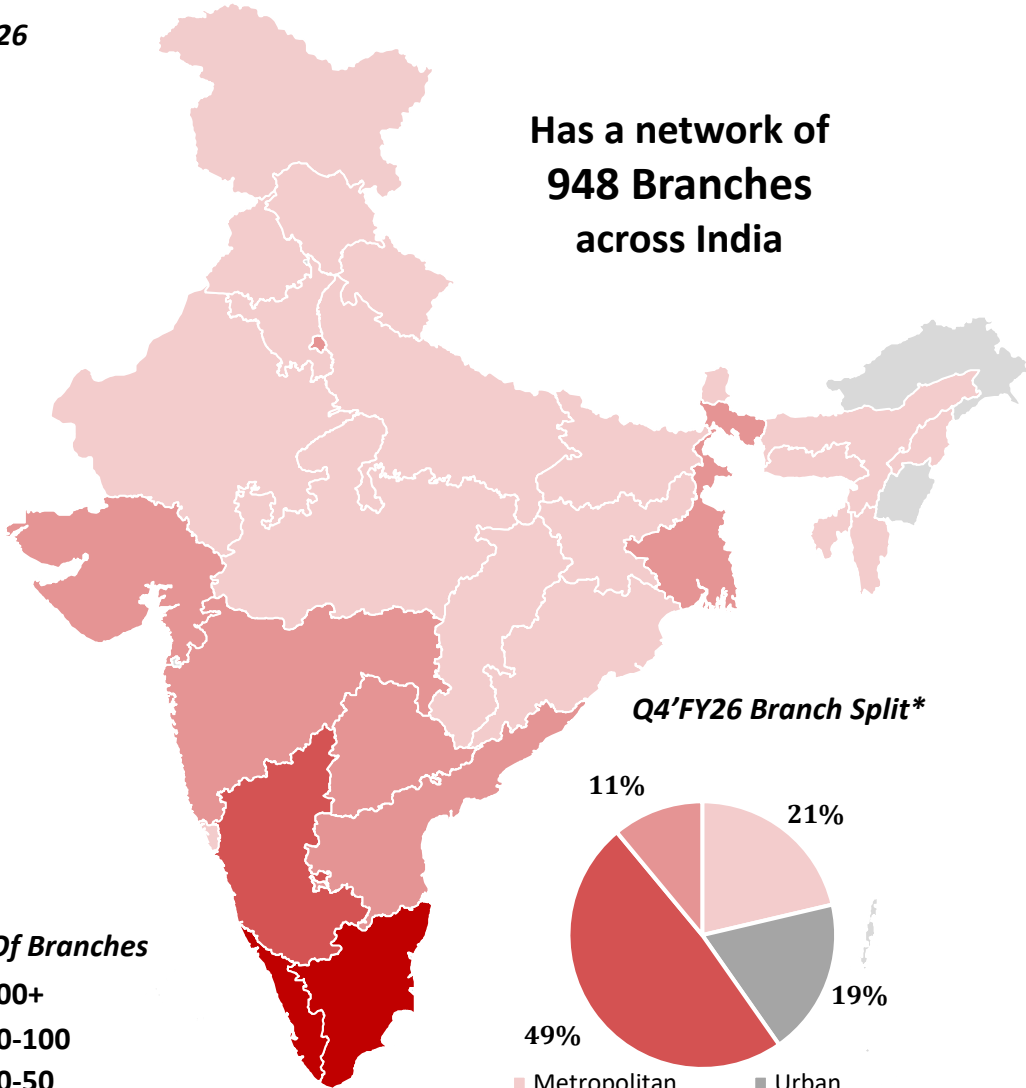 26
Has a network of
948 Branches
across India
Q4’FY26 Branch Split*
11%
21%
19%
49%
Metropolitan
Urban
Of Branches
00+
0-100
0-50